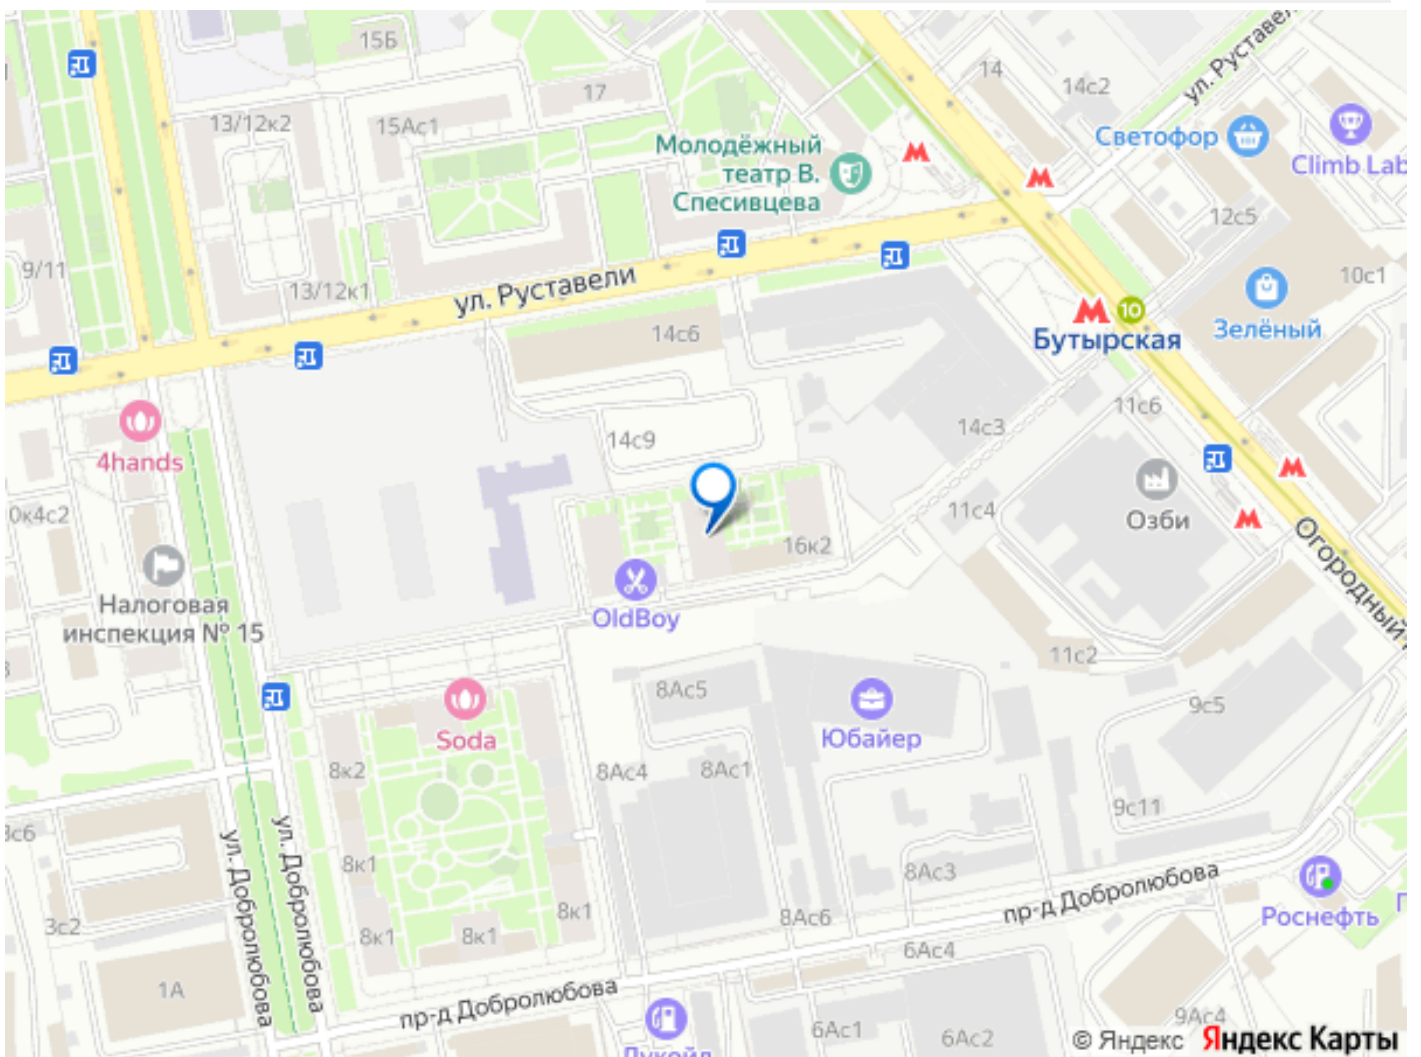 15Б
17
14
14с2
ул. Руставели
13/12к2
15Ас1
Молодёжный
театр В.
Спесивцева
Светофор
Climb Lab
12с5
9/11
13/12к1
ул. Руставели
10с1
14с6
10
Бутырская
Зелёный
11с6
14с9
14с3
4hands
0к4с2
11с4
Озби
16к2
Огородный
Налоговая
инспекция № 15
OldBoy
11с2
8Ас5
9с5
Soda
Юбайер
8к2
8Ас4
8Ас1
9с11
3с6
ул. Добролюбова
ул. Добролюбова
8к1
8Ас3
пр-д Добролюбова
Роснефть
3с2
8к1
8к1
8к1
8Ас6
6Ас4
1А
пр-д Добролюбова
Лукойл
6Ас1
6Ас2
9Ас4
© Яндекс Яндекс Карты